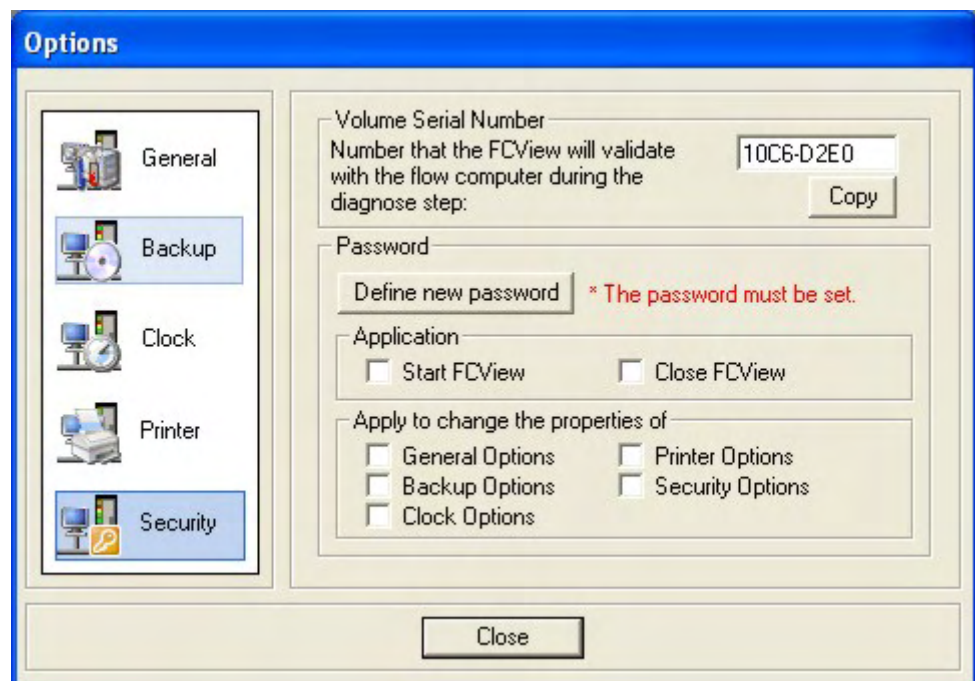 Options
General
Backup
Clock
Printer
Security
Volume Serial Number
Number that the FCView will validate
with the flow computer during the
diagnose step:
10C6-D2E0
Copy
Password
Define new password * The password must be set.
Application
Start FCView Close FCView
Apply to change the properties of
General Options Printer Options
Backup Options Security Options
Clock Options
Close